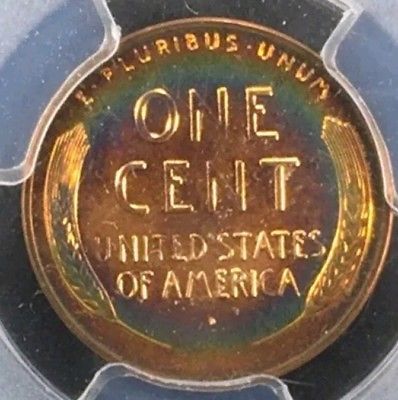 E·PLURIBUS·UNUM
ONE
CENT
UNITED·STATES
OF AMERICA